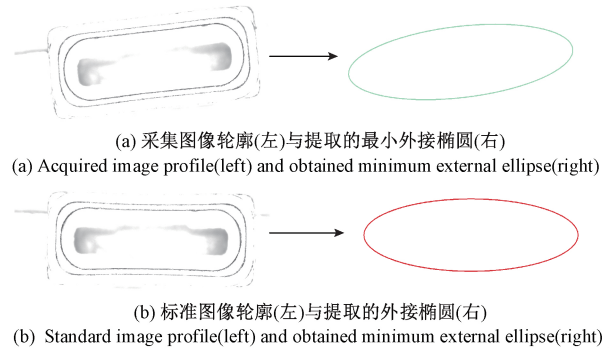 (a) 采集图像轮廓(左)与提取的最小外接椭圆(右)
(a) Acquired image profile(left) and obtained minimum external ellipse(right)
(b) 标准图像轮廓(左)与提取的外接椭圆(右)
(b) Standard image profile(left) and obtained minimum external ellipse(right)